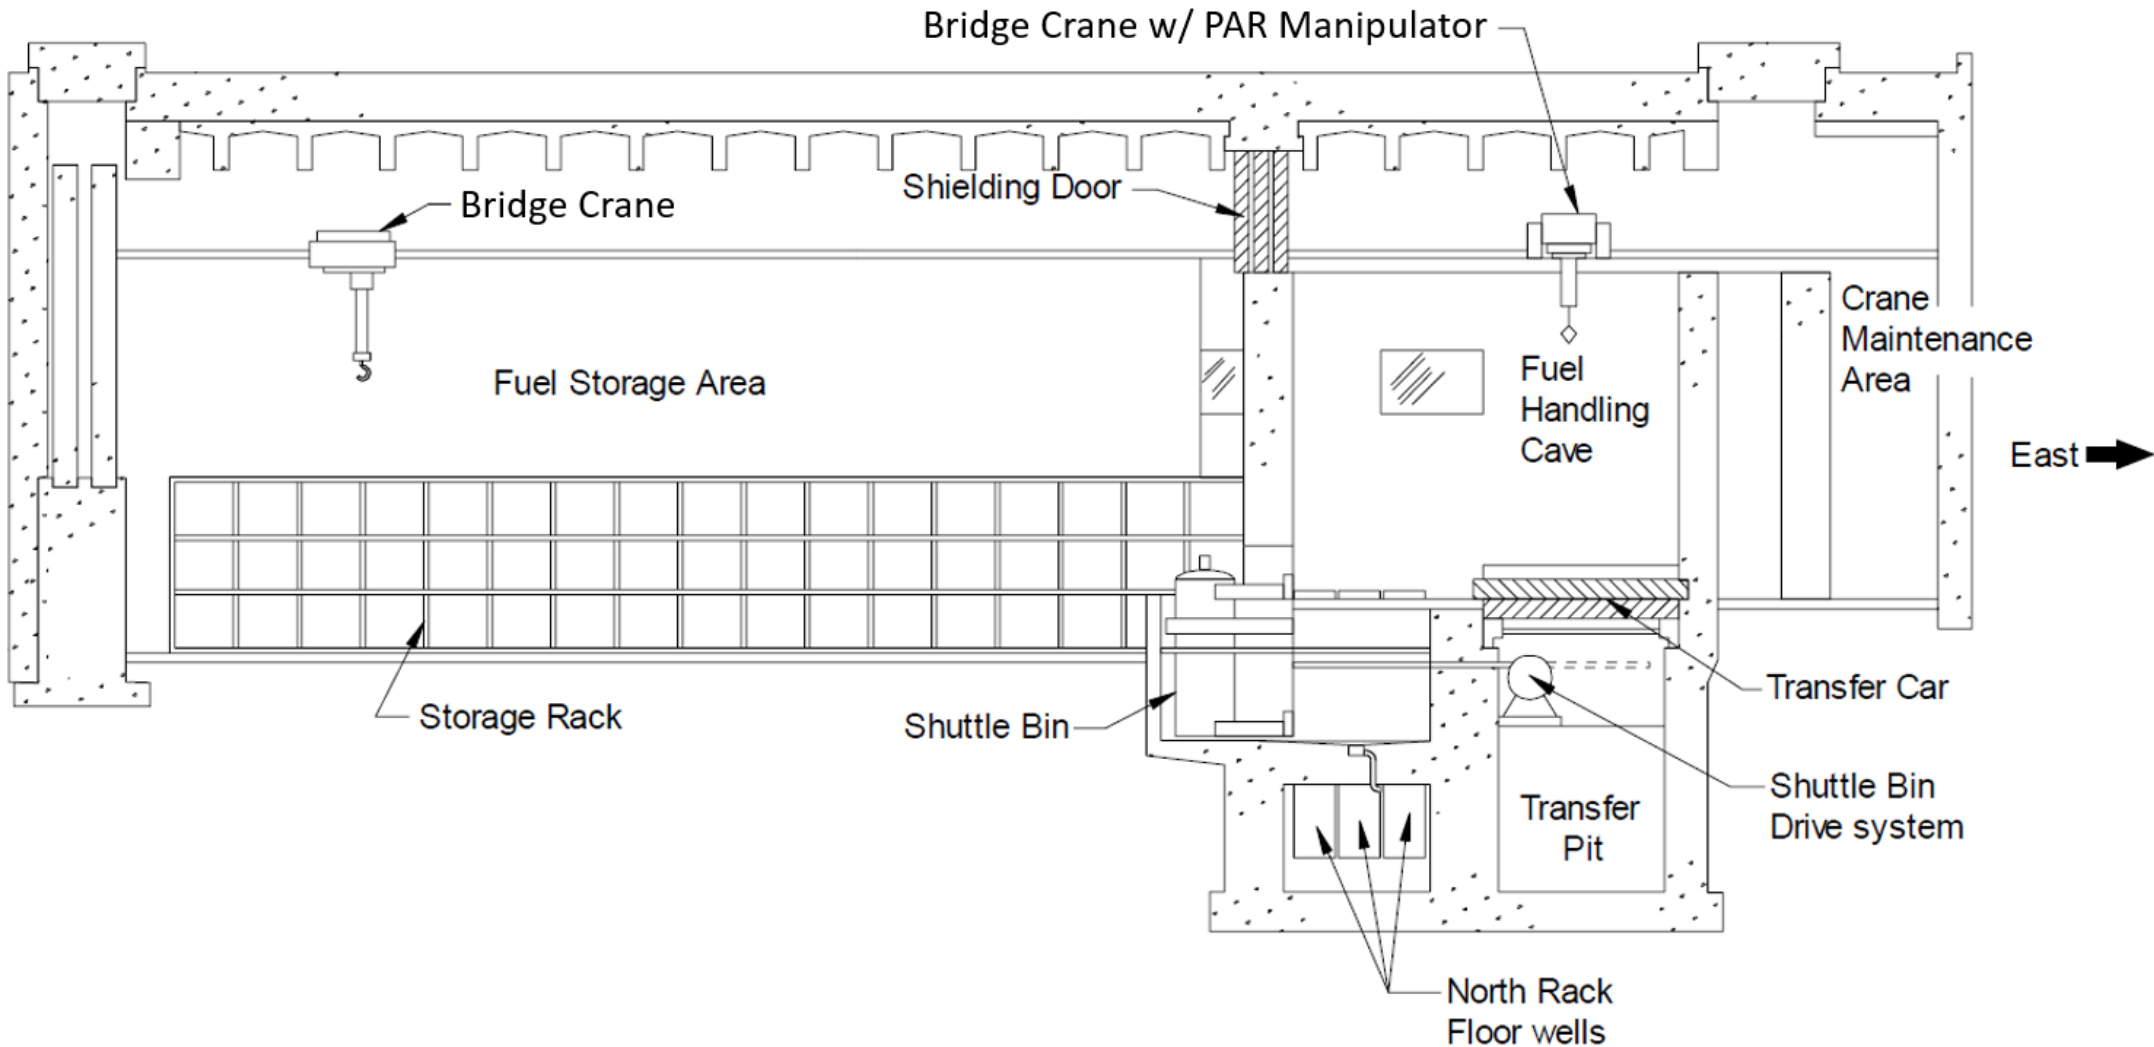 Bridge Crane w/ PAR Manipulator
Shielding Door
Bridge Crane
Crane
Maintenance
Area
Fuel Storage Area
Fuel
Handling
Cave
East
Storage Rack
Shuttle Bin
Transfer Car
Shuttle Bin
Drive system
Transfer
Pit
North Rack
Floor wells